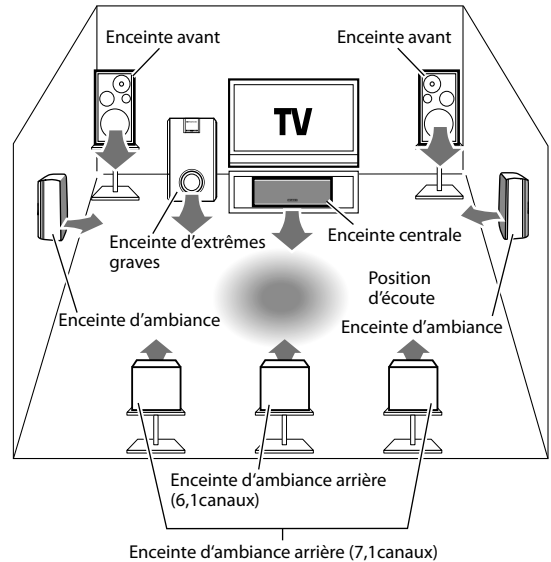 Enceinte avant
Enceinte avant
TV
Enceinte d'extrêmes
graves
Enceinte centrale
Position
d'écoute
Enceinte d'ambiance
Enceinte d'ambiance
Enceinte d'ambiance arrière
(6,1canaux)
Enceinte d'ambiance arrière (7,1canaux)